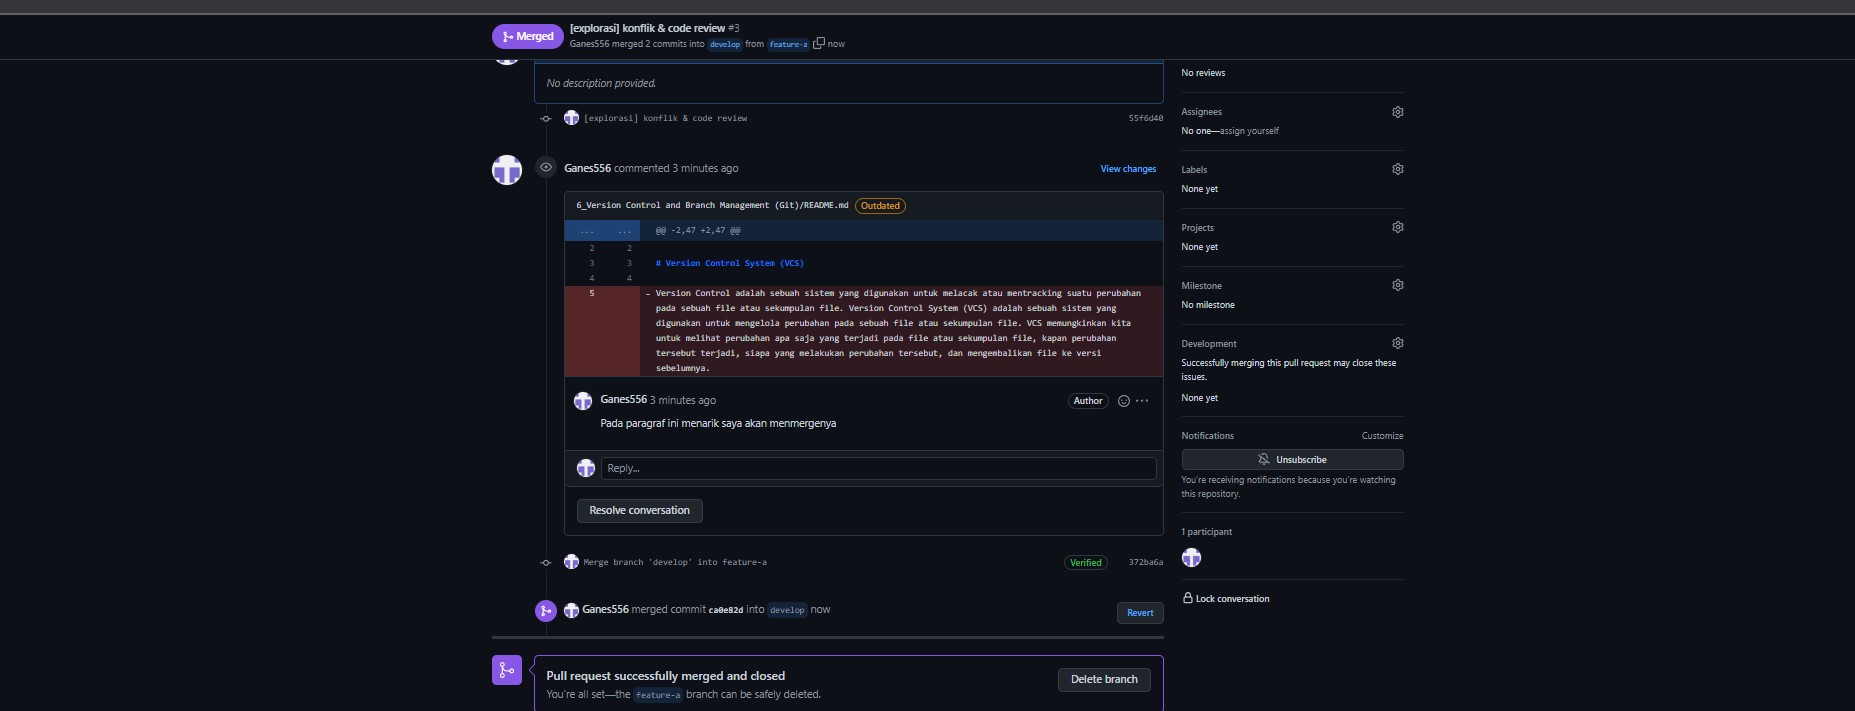 Merged
[explorasi] konflik & code review #3
Ganes556 merged 2 commits into develop from feature-a now
No description provided.
[explorasi] konflik & code review 55f6d40
Ganes556 commented 3 minutes ago View changes
6_Version Control and Branch Management (Git)/README.md Outdated
... ... @@ -2,47 +2,47 @@
2 2
3 3 # Version Control System (VCS)
4 4
5 - Version Control adalah sebuah sistem yang digunakan untuk melacak atau mentracking suatu perubahan
pada sebuah file atau sekumpulan file. Version Control System (VCS) adalah sebuah sistem yang
digunakan untuk mengelola perubahan pada sebuah file atau sekumpulan file. VCS memungkinkan kita
untuk melihat perubahan apa saja yang terjadi pada file atau sekumpulan file, kapan perubahan
tersebut terjadi, siapa yang melakukan perubahan tersebut, dan mengembalikan file ke versi
sebelumnya.
Ganes556 3 minutes ago Author
Pada paragraf ini menarik saya akan menmergenya
Reply...
Resolve conversation
Merge branch 'develop' into feature-a Verified 372ba6a
Ganes556 merged commit ca0e82d into develop now Revert
Pull request successfully merged and closed
You're all set—the feature-a branch can be safely deleted.
Delete branch
No reviews
Assignees
No one—assign yourself
Labels
None yet
Projects
None yet
Milestone
No milestone
Development
Successfully merging this pull request may close these
issues.
None yet
Notifications Customize
Unsubscribe
You're receiving notifications because you're watching
this repository.
1 participant
Lock conversation